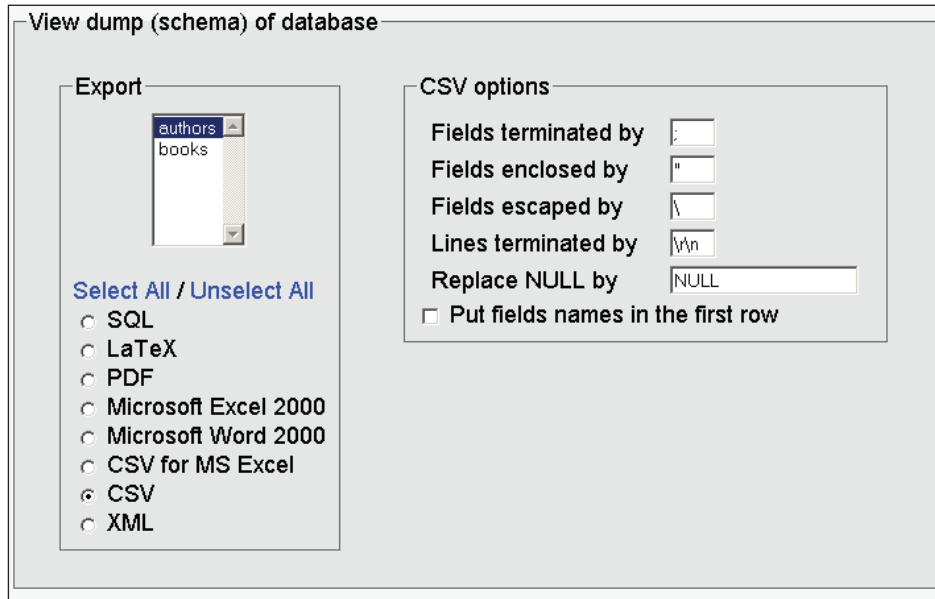 View dump (schema) of database
Export
authors
books
Select All / Unselect All
SQL
LaTeX
PDF
Microsoft Excel 2000
Microsoft Word 2000
CSV for MS Excel
CSV
XML
CSV options
Fields terminated by ;
Fields enclosed by "
Fields escaped by \
Lines terminated by \r\n
Replace NULL by NULL
Put fields names in the first row